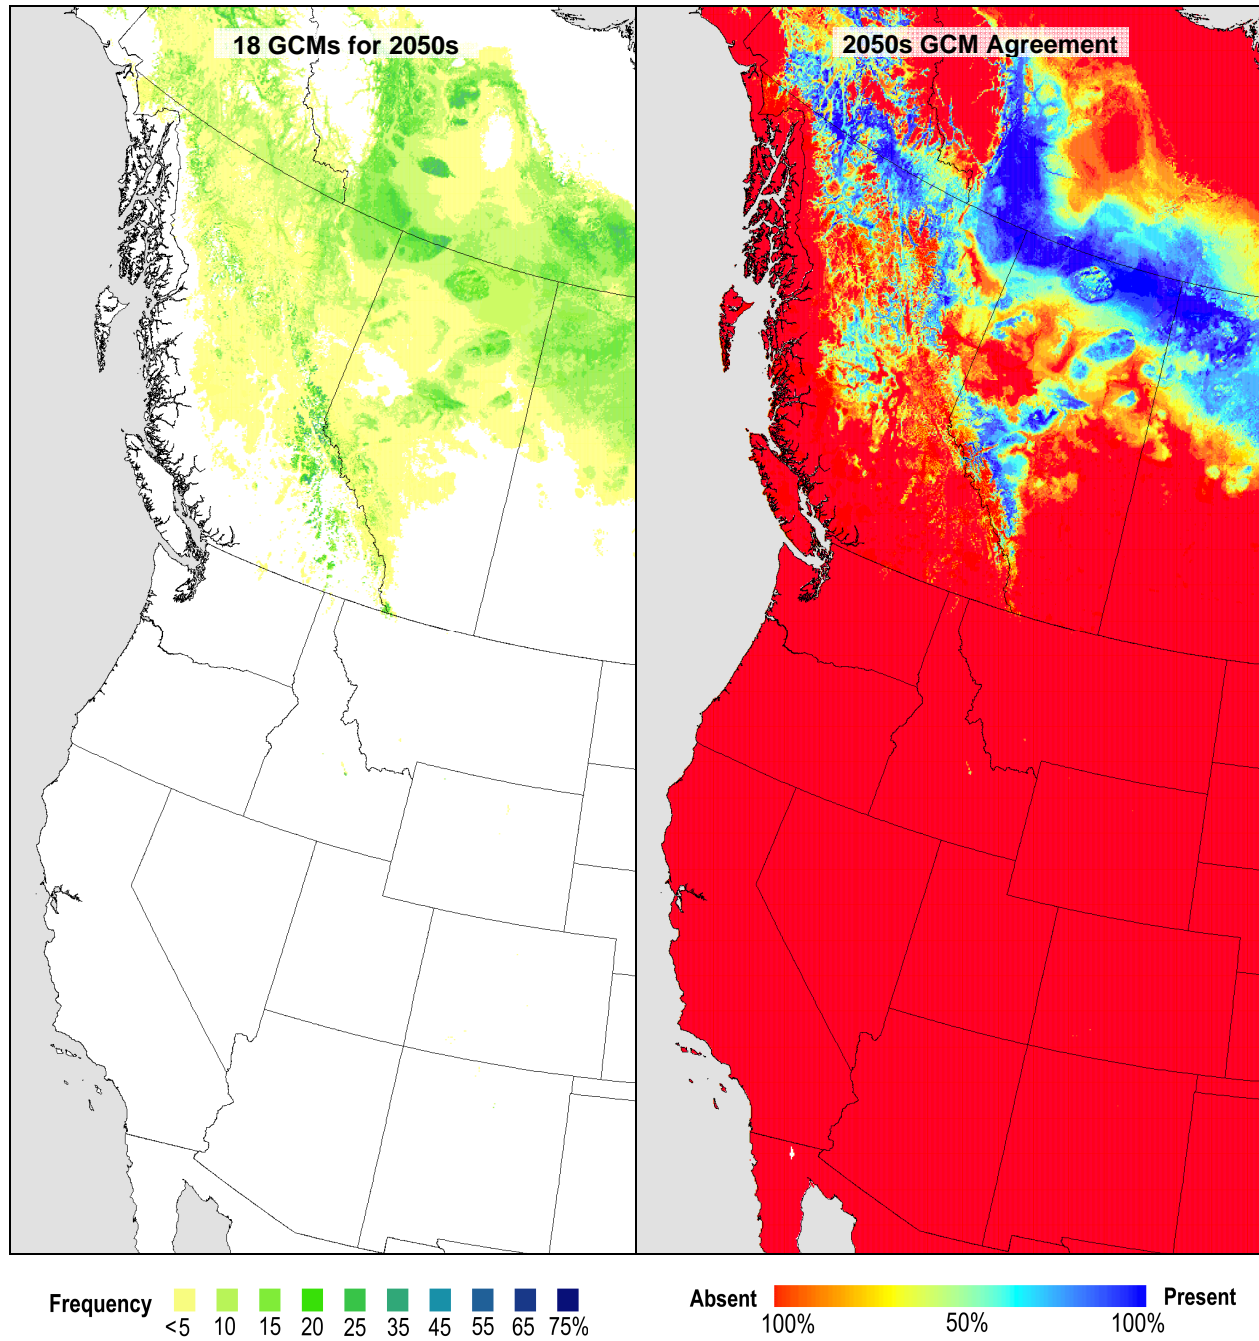 18 GCMs for 2050s
2050s GCM Agreement
Frequency
<5 10 15 20 25 35 45 55 65 75%
Absent
Present
100% 50% 100%